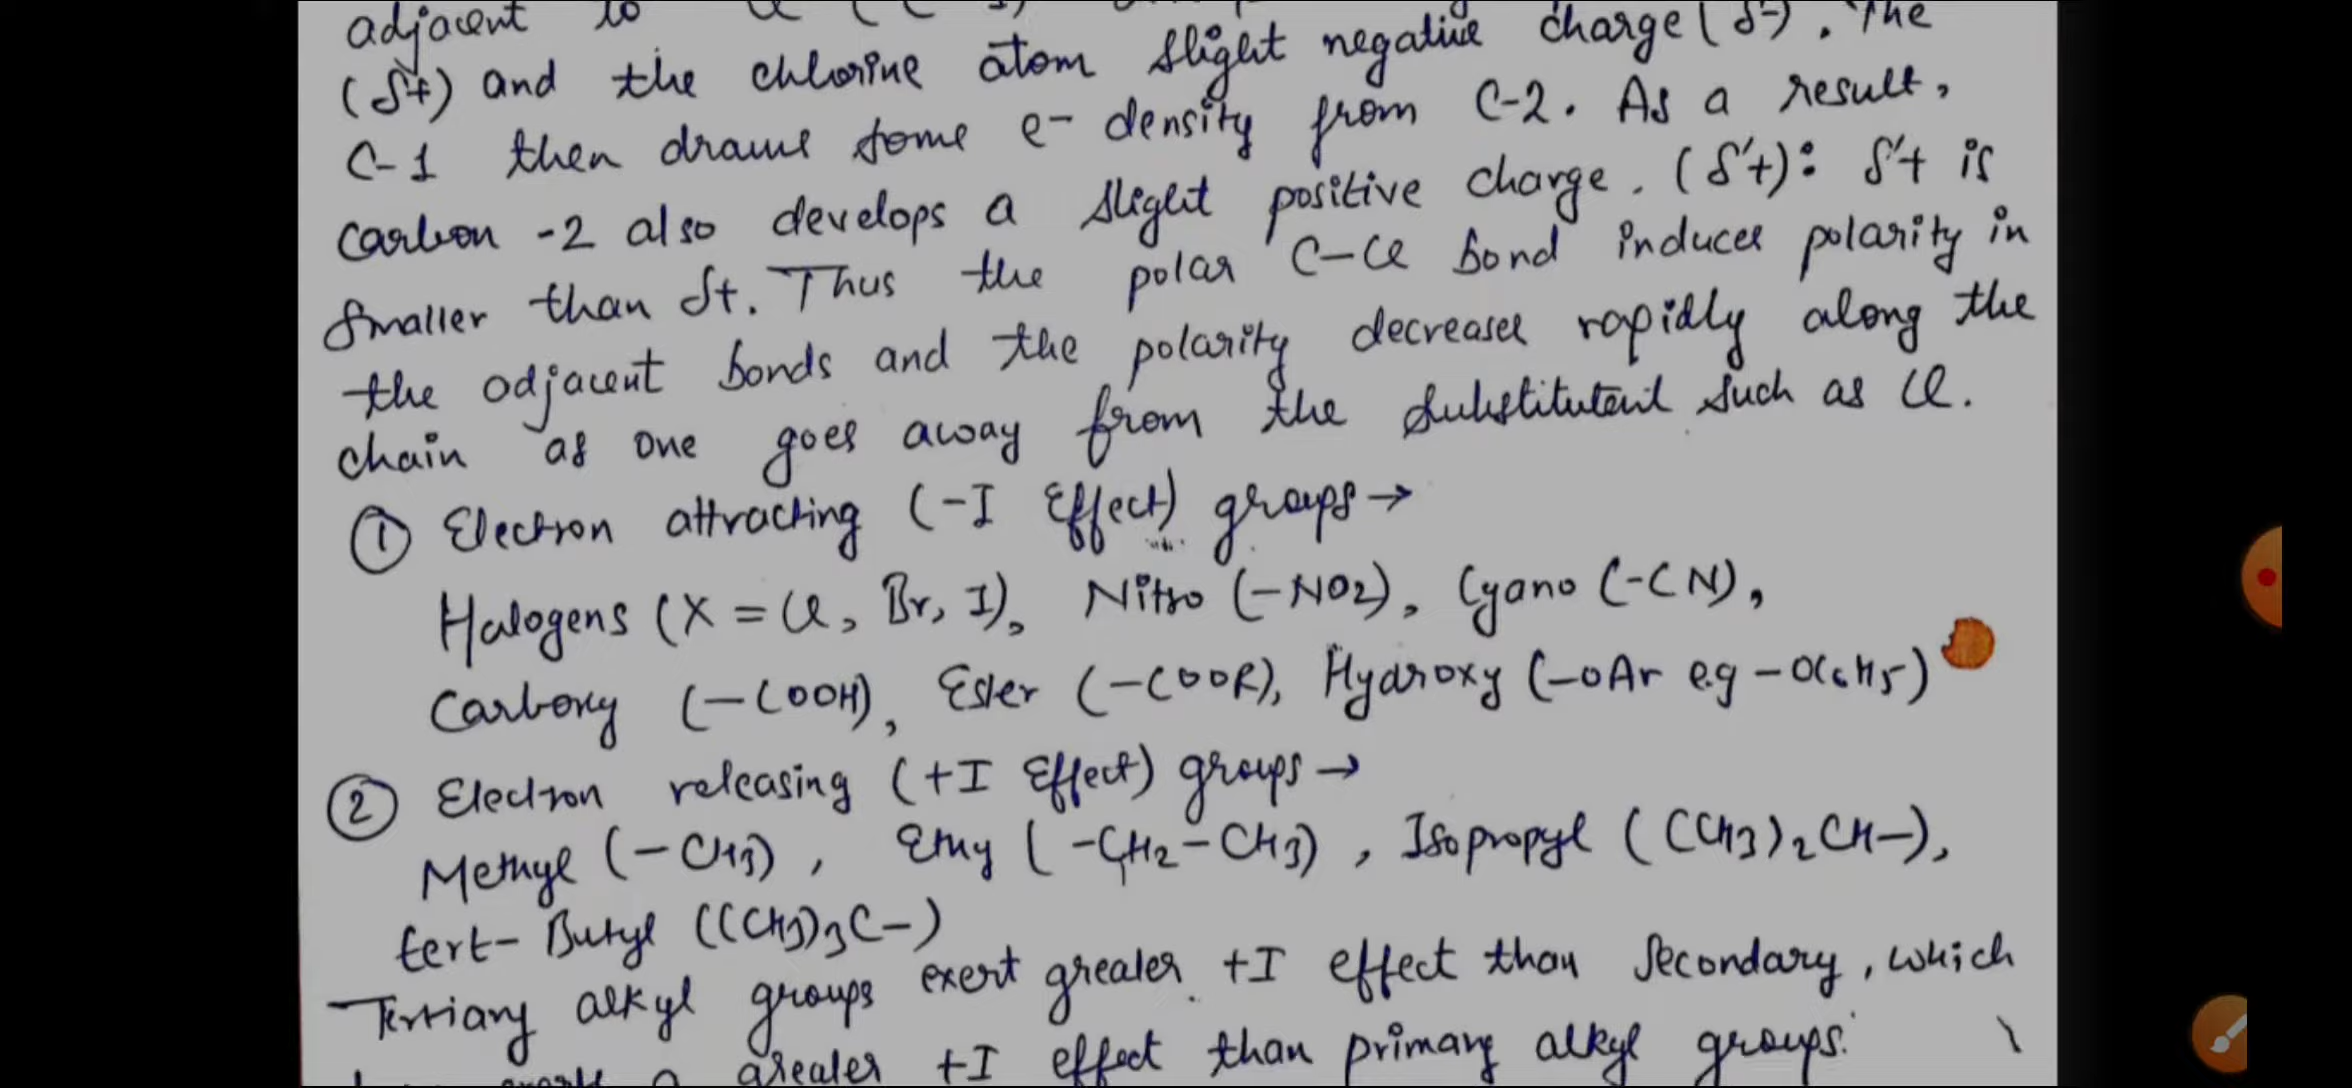 adjacent to Cl (C-1)
(δ+) and the chlorine atom slight negative charge (δ-). The
C-1 then draws some e- density from C-2. As a result,
carbon -2 also develops a slight positive charge. (δ'+): δ'+ is
smaller than δ+. Thus the polar C-Cl bond induces polarity in
the adjacent bonds and the polarity decreases rapidly along the
chain as one goes away from the substitutent such as Cl.
① Electron attracting (-I Effect) groups →
Halogens (X = Cl, Br, I), Nitro (-NO2), Cyano (-CN),
Carboxy (-COOH), Ester (-COOR), Hydroxy (-OAr e.g - OC6H5)
② Electron releasing (+I Effect) groups →
Methyl (-CH3), Ethy (-CH2-CH3), Isopropyl ((CH3)2CH-),
tert- Butyl ((CH3)3C-)
Tertiary alkyl groups exert greater +I effect than Secondary, which
a greater +I effect than primary alkyl groups.